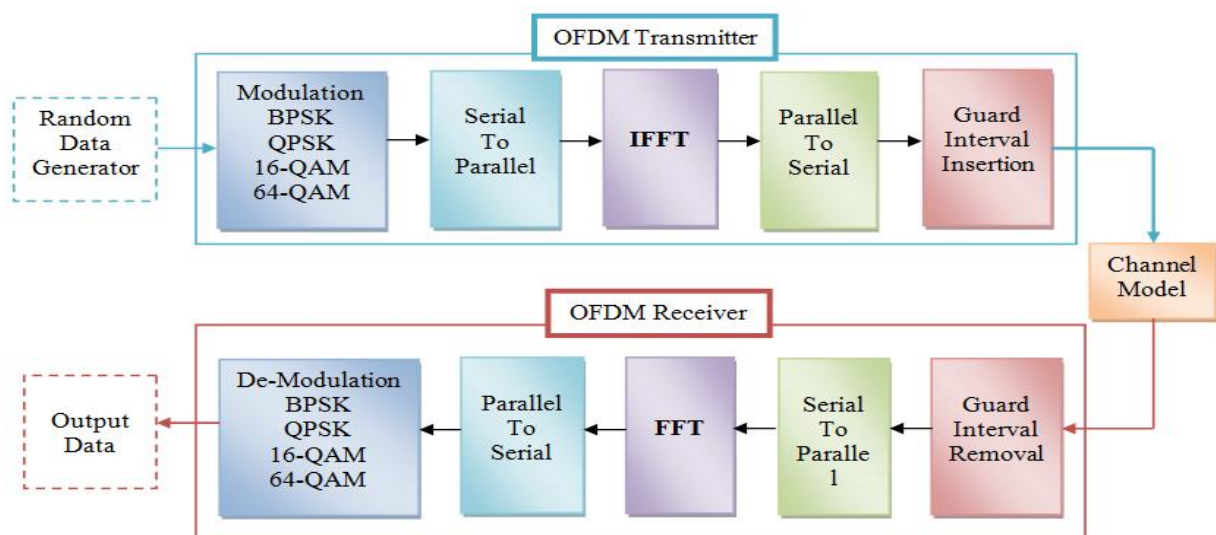 OFDM Transmitter
Random
Data
Generator
Modulation
BPSK
QPSK
16-QAM
64-QAM
Serial
To
Parallel
IFFT
Parallel
To
Serial
Guard
Interval
Insertion
Channel
Model
OFDM Receiver
Output
Data
De-Modulation
BPSK
QPSK
16-QAM
64-QAM
Parallel
To
Serial
FFT
Serial
To
Paralle
l
Guard
Interval
Removal